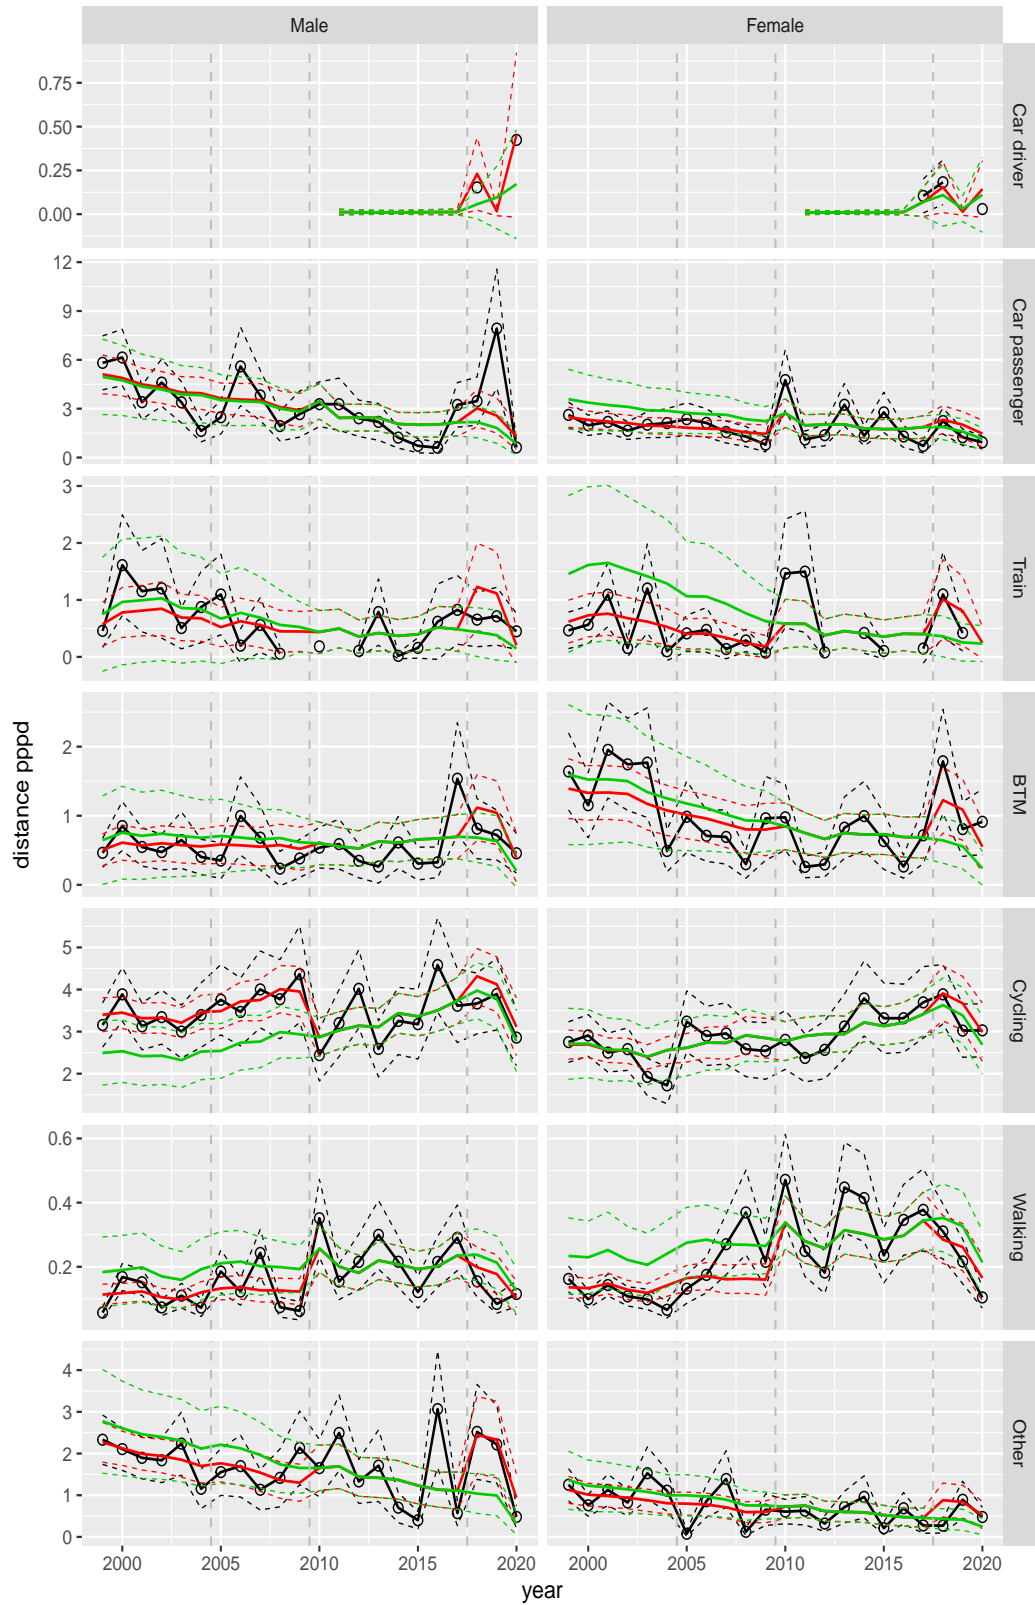 Male Female
0.75
0.50
0.25
0.00
Car driver
12
9
6
3
0
Car passenger
3
2
1
0
Train
2
1
0
BTM
distance pppd
5
4
3
2
Cycling
0.6
0.4
0.2
Walking
4
3
2
1
0
Other
2000 2005 2010 2015 2020 2000 2005 2010 2015 2020
year